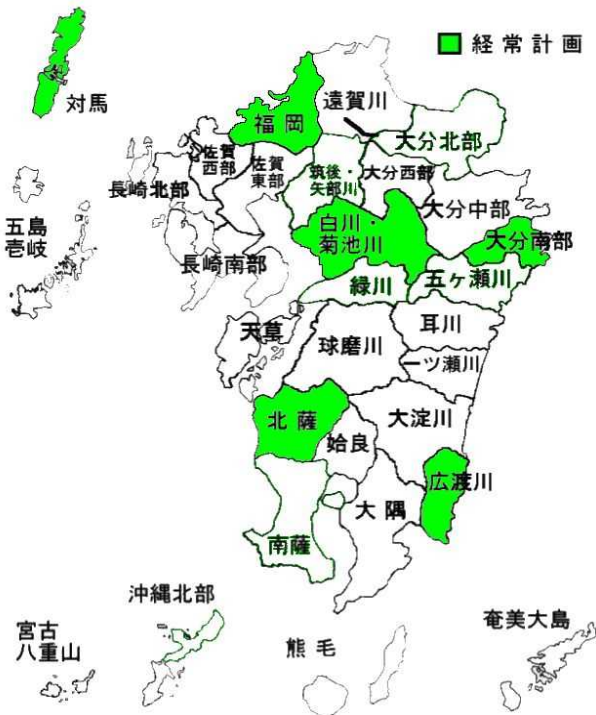 経常計画
対馬
福岡
遠賀川
大分北部
佐賀
西部
佐賀
東部
筑後・
矢部川
大分西部
長崎北部
大分中部
五島
壱岐
白川・
菊池川
大分南部
長崎南部
緑川
五ヶ瀬川
天草
球磨川
耳川
一ツ瀬川
北薩
姶良
大淀川
広渡川
大隅
南薩
沖縄北部
宮古
八重山
熊毛
奄美大島